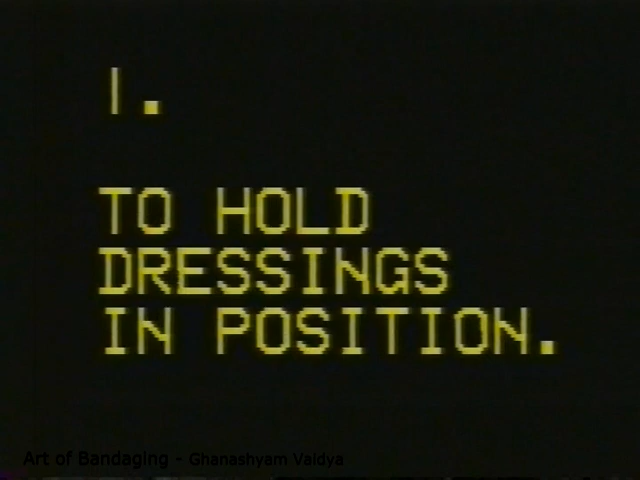 1.
TO HOLD
DRESSINGS
IN POSITION.
Art of Bandaging - Ghanashyam Vaidya